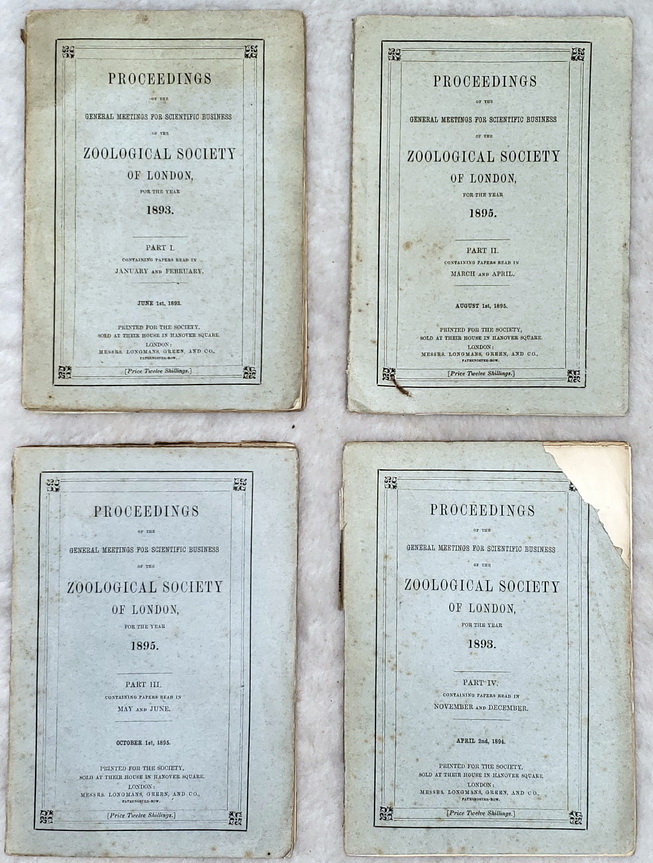 PROCEEDINGS
OF THE
GENERAL MEETINGS FOR SCIENTIFIC BUSINESS
OF THE
ZOOLOGICAL SOCIETY
OF LONDON,
FOR THE YEAR
1893.
PART I.
CONTAINING PAPERS READ IN
JANUARY AND FEBRUARY.
JUNE 1st, 1893.
PRINTED FOR THE SOCIETY,
SOLD AT THEIR HOUSE IN HANOVER SQUARE.
LONDON:
MESSRS. LONGMANS, GREEN, AND CO.,
PATERNOSTER-ROW.
[Price Twelve Shillings.]
PROCEEDINGS
OF THE
GENERAL MEETINGS FOR SCIENTIFIC BUSINESS
OF THE
ZOOLOGICAL SOCIETY
OF LONDON,
FOR THE YEAR
1895.
PART II.
CONTAINING PAPERS READ IN
MARCH AND APRIL.
AUGUST 1st, 1895.
PRINTED FOR THE SOCIETY;
SOLD AT THEIR HOUSE IN HANOVER SQUARE.
LONDON:
MESSRS. LONGMANS, GREEN, AND CO.,
PATERNOSTER-ROW.
[Price Twelve Shillings.]
PROCEEDINGS
OF THE
GENERAL MEETINGS FOR SCIENTIFIC BUSINESS
OF THE
ZOOLOGICAL SOCIETY
OF LONDON,
FOR THE YEAR
1895.
PART III.
CONTAINING PAPERS READ IN
MAY AND JUNE.
OCTOBER 1st, 1895.
PRINTED FOR THE SOCIETY,
SOLD AT THEIR HOUSE IN HANOVER SQUARE.
LONDON:
MESSRS. LONGMANS, GREEN, AND CO.,
PATERNOSTER-ROW.
[Price Twelve Shillings.]
PROCEEDINGS
OF THE
GENERAL MEETINGS FOR SCIENTIFIC BUSINESS
OF THE
ZOOLOGICAL SOCIETY
OF LONDON,
FOR THE YEAR
1893.
PART IV.
CONTAINING PAPERS READ IN
NOVEMBER AND DECEMBER.
APRIL 2nd, 1894.
PRINTED FOR THE SOCIETY,
SOLD AT THEIR HOUSE IN HANOVER SQUARE.
LONDON:
MESSRS. LONGMANS, GREEN, AND CO.,
PATERNOSTER-ROW.
[Price Twelve Shillings.]